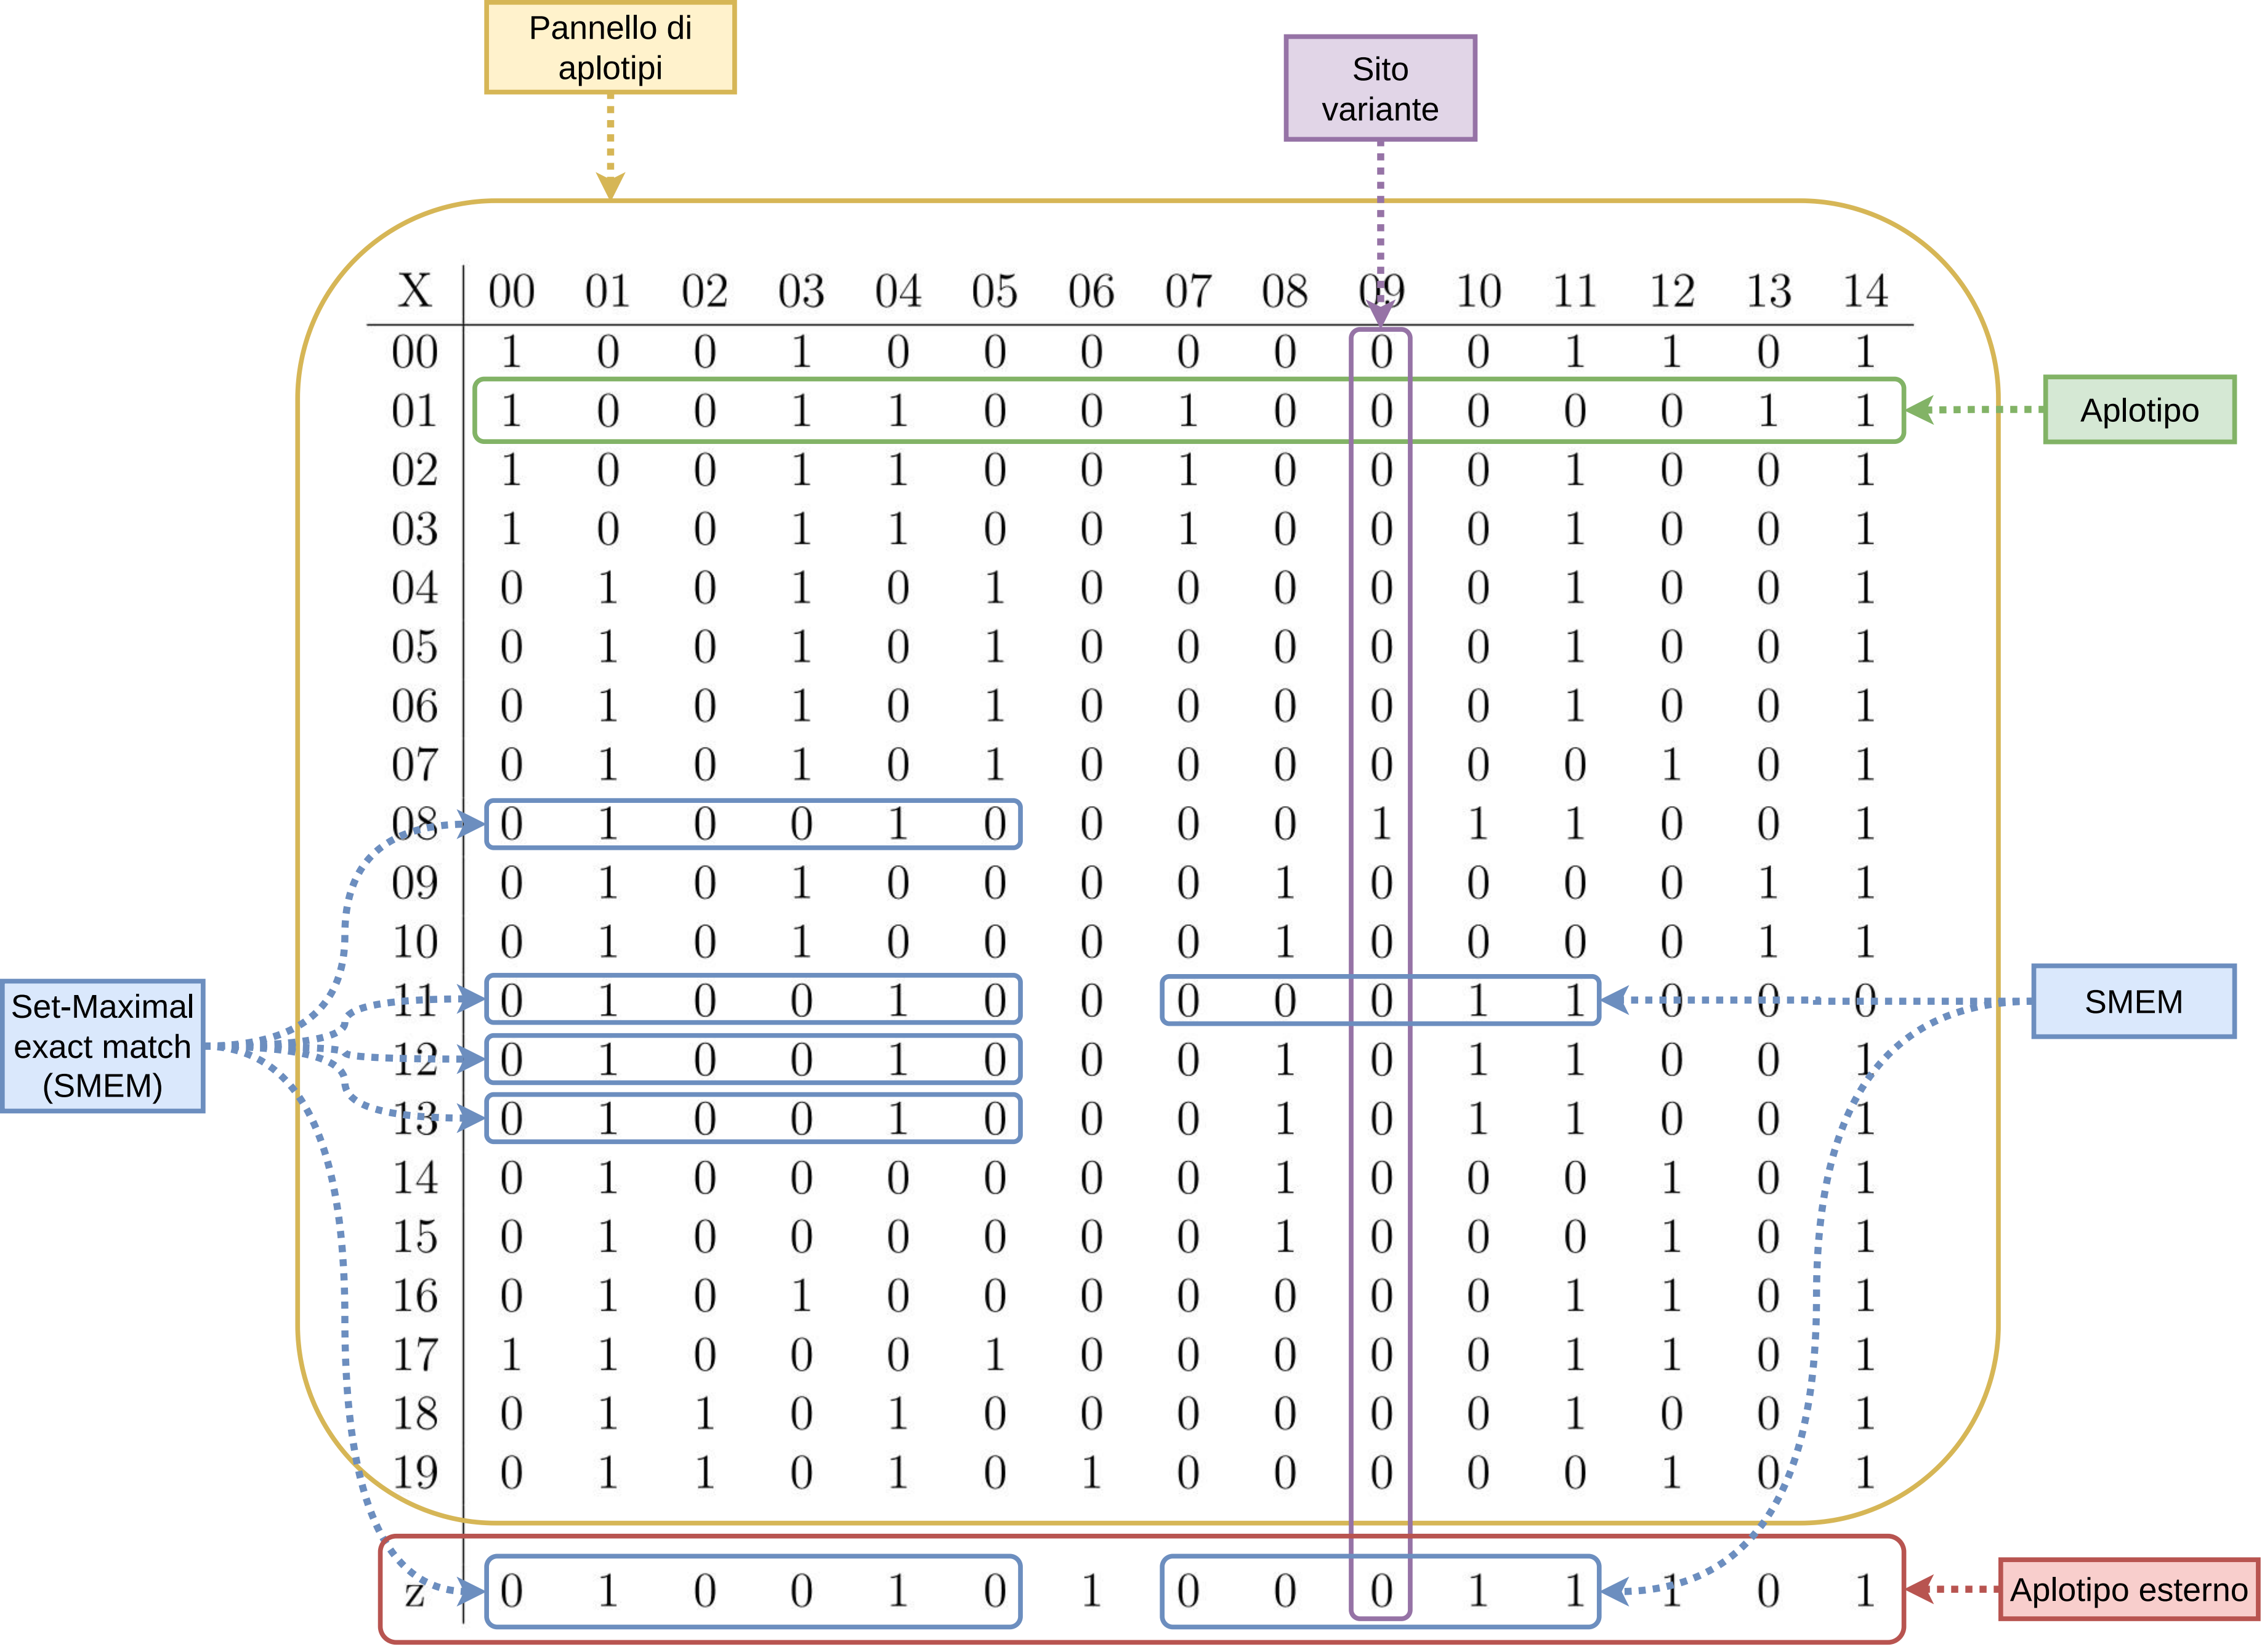 Pannello di
aplotipi
Sito
variante
X 00 01 02 03 04 05 06 07 08 09 10 11 12 13 14
00 1 0 0 1 0 0 0 0 0 0 0 1 1 0 1
01 1 0 0 1 1 0 0 1 0 0 0 0 0 1 1
Aplotipo
02 1 0 0 1 1 0 0 1 0 0 0 1 0 0 1
03 1 0 0 1 1 0 0 1 0 0 0 1 0 0 1
04 0 1 0 1 0 1 0 0 0 0 0 1 0 0 1
05 0 1 0 1 0 1 0 0 0 0 0 1 0 0 1
06 0 1 0 1 0 1 0 0 0 0 0 1 0 0 1
07 0 1 0 1 0 1 0 0 0 0 0 0 1 0 1
08 0 1 0 0 1 0 0 0 0 1 1 1 0 0 1
09 0 1 0 1 0 0 0 0 1 0 0 0 0 1 1
10 0 1 0 1 0 0 0 0 1 0 0 0 0 1 1
11 0 1 0 0 1 0 0 0 0 0 1 1 0 0 0
Set-Maximal
exact match
(SMEM)
SMEM
12 0 1 0 0 1 0 0 0 1 0 1 1 0 0 1
13 0 1 0 0 1 0 0 0 1 0 1 1 0 0 1
14 0 1 0 0 0 0 0 0 1 0 0 0 1 0 1
15 0 1 0 0 0 0 0 0 1 0 0 0 1 0 1
16 0 1 0 1 0 0 0 0 0 0 0 1 1 0 1
17 1 1 0 0 0 1 0 0 0 0 0 1 1 0 1
18 0 1 1 0 1 0 0 0 0 0 0 1 0 0 1
19 0 1 1 0 1 0 1 0 0 0 0 0 1 0 1
z 0 1 0 0 1 0 1 0 0 0 1 1 1 0 1
Aplotipo esterno